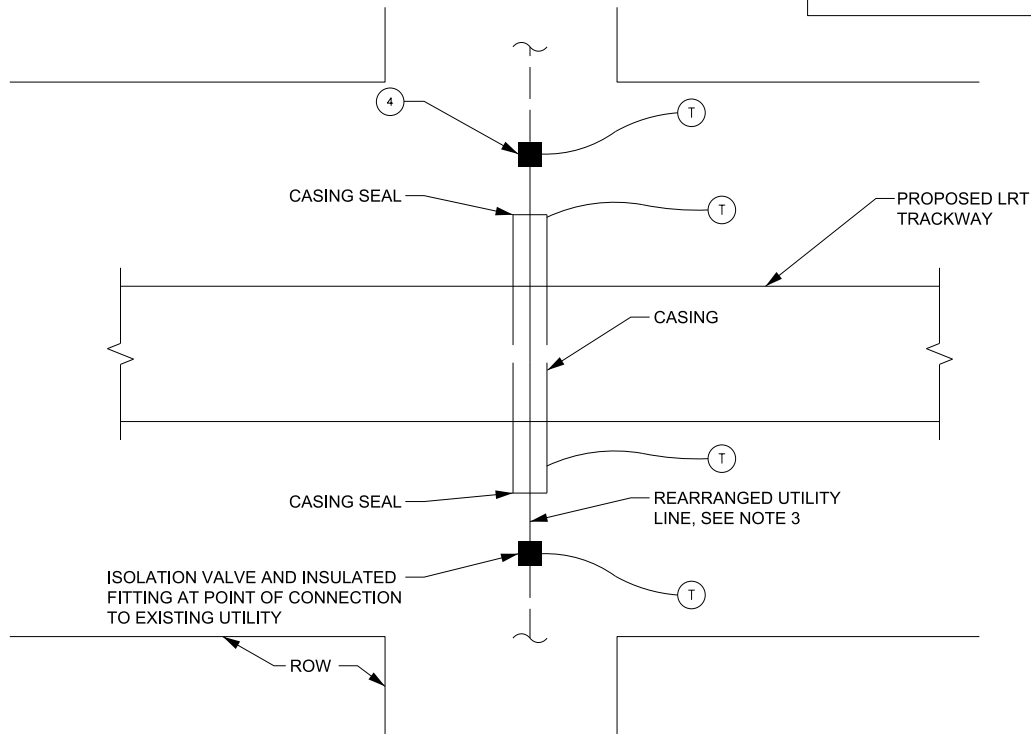 4
T
CASING SEAL
T
PROPOSED LRT
TRACKWAY
CASING
T
CASING SEAL
REARRANGED UTILITY
LINE, SEE NOTE 3
ISOLATION VALVE AND INSULATED
FITTING AT POINT OF CONNECTION
TO EXISTING UTILITY
T
ROW